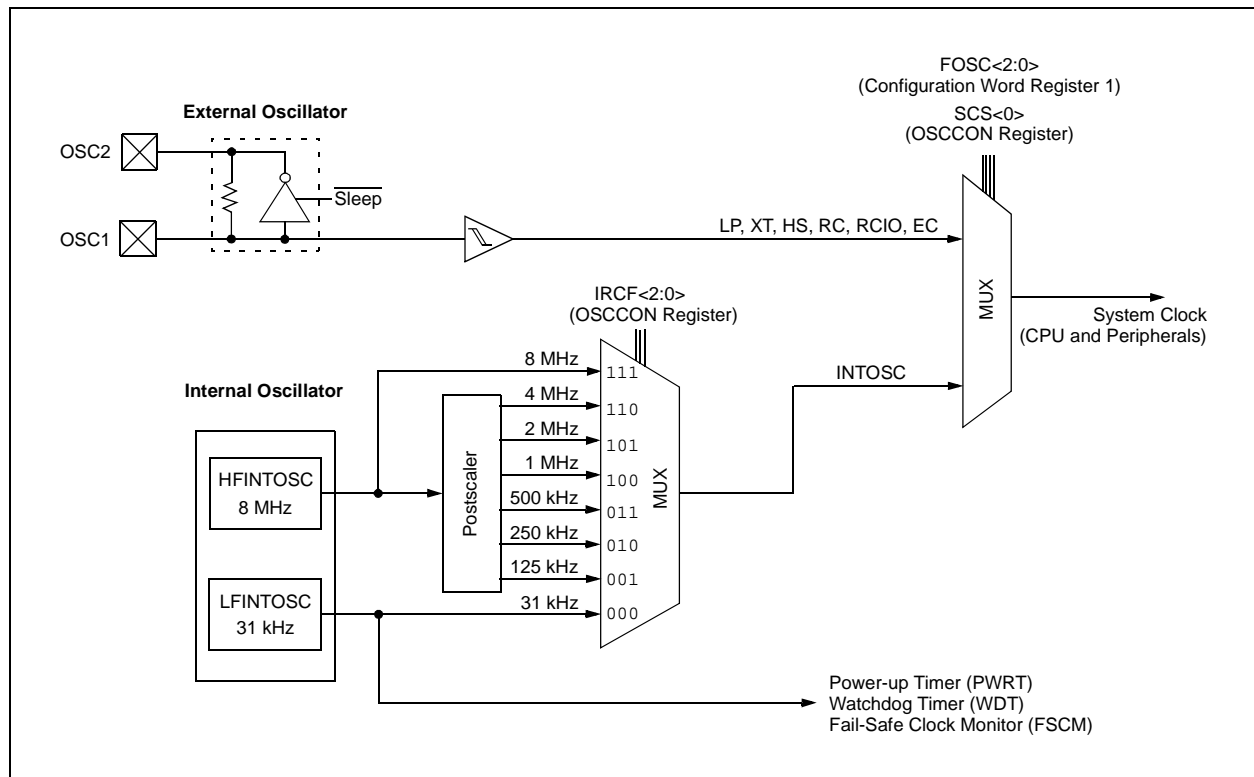 FOSC<2:0>
(Configuration Word Register 1)
SCS<0>
(OSCCON Register)
External Oscillator
OSC2
Sleep
OSC1
LP, XT, HS, RC, RCIO, EC
MUX
System Clock
(CPU and Peripherals)
IRCF<2:0>
(OSCCON Register)
INTOSC
Internal Oscillator
HFINTOSC
8 MHz
LFINTOSC
31 kHz
Postscaler
8 MHz
4 MHz
2 MHz
1 MHz
500 kHz
250 kHz
125 kHz
31 kHz
111
110
101
100
011
010
001
000
MUX
Power-up Timer (PWRT)
Watchdog Timer (WDT)
Fail-Safe Clock Monitor (FSCM)